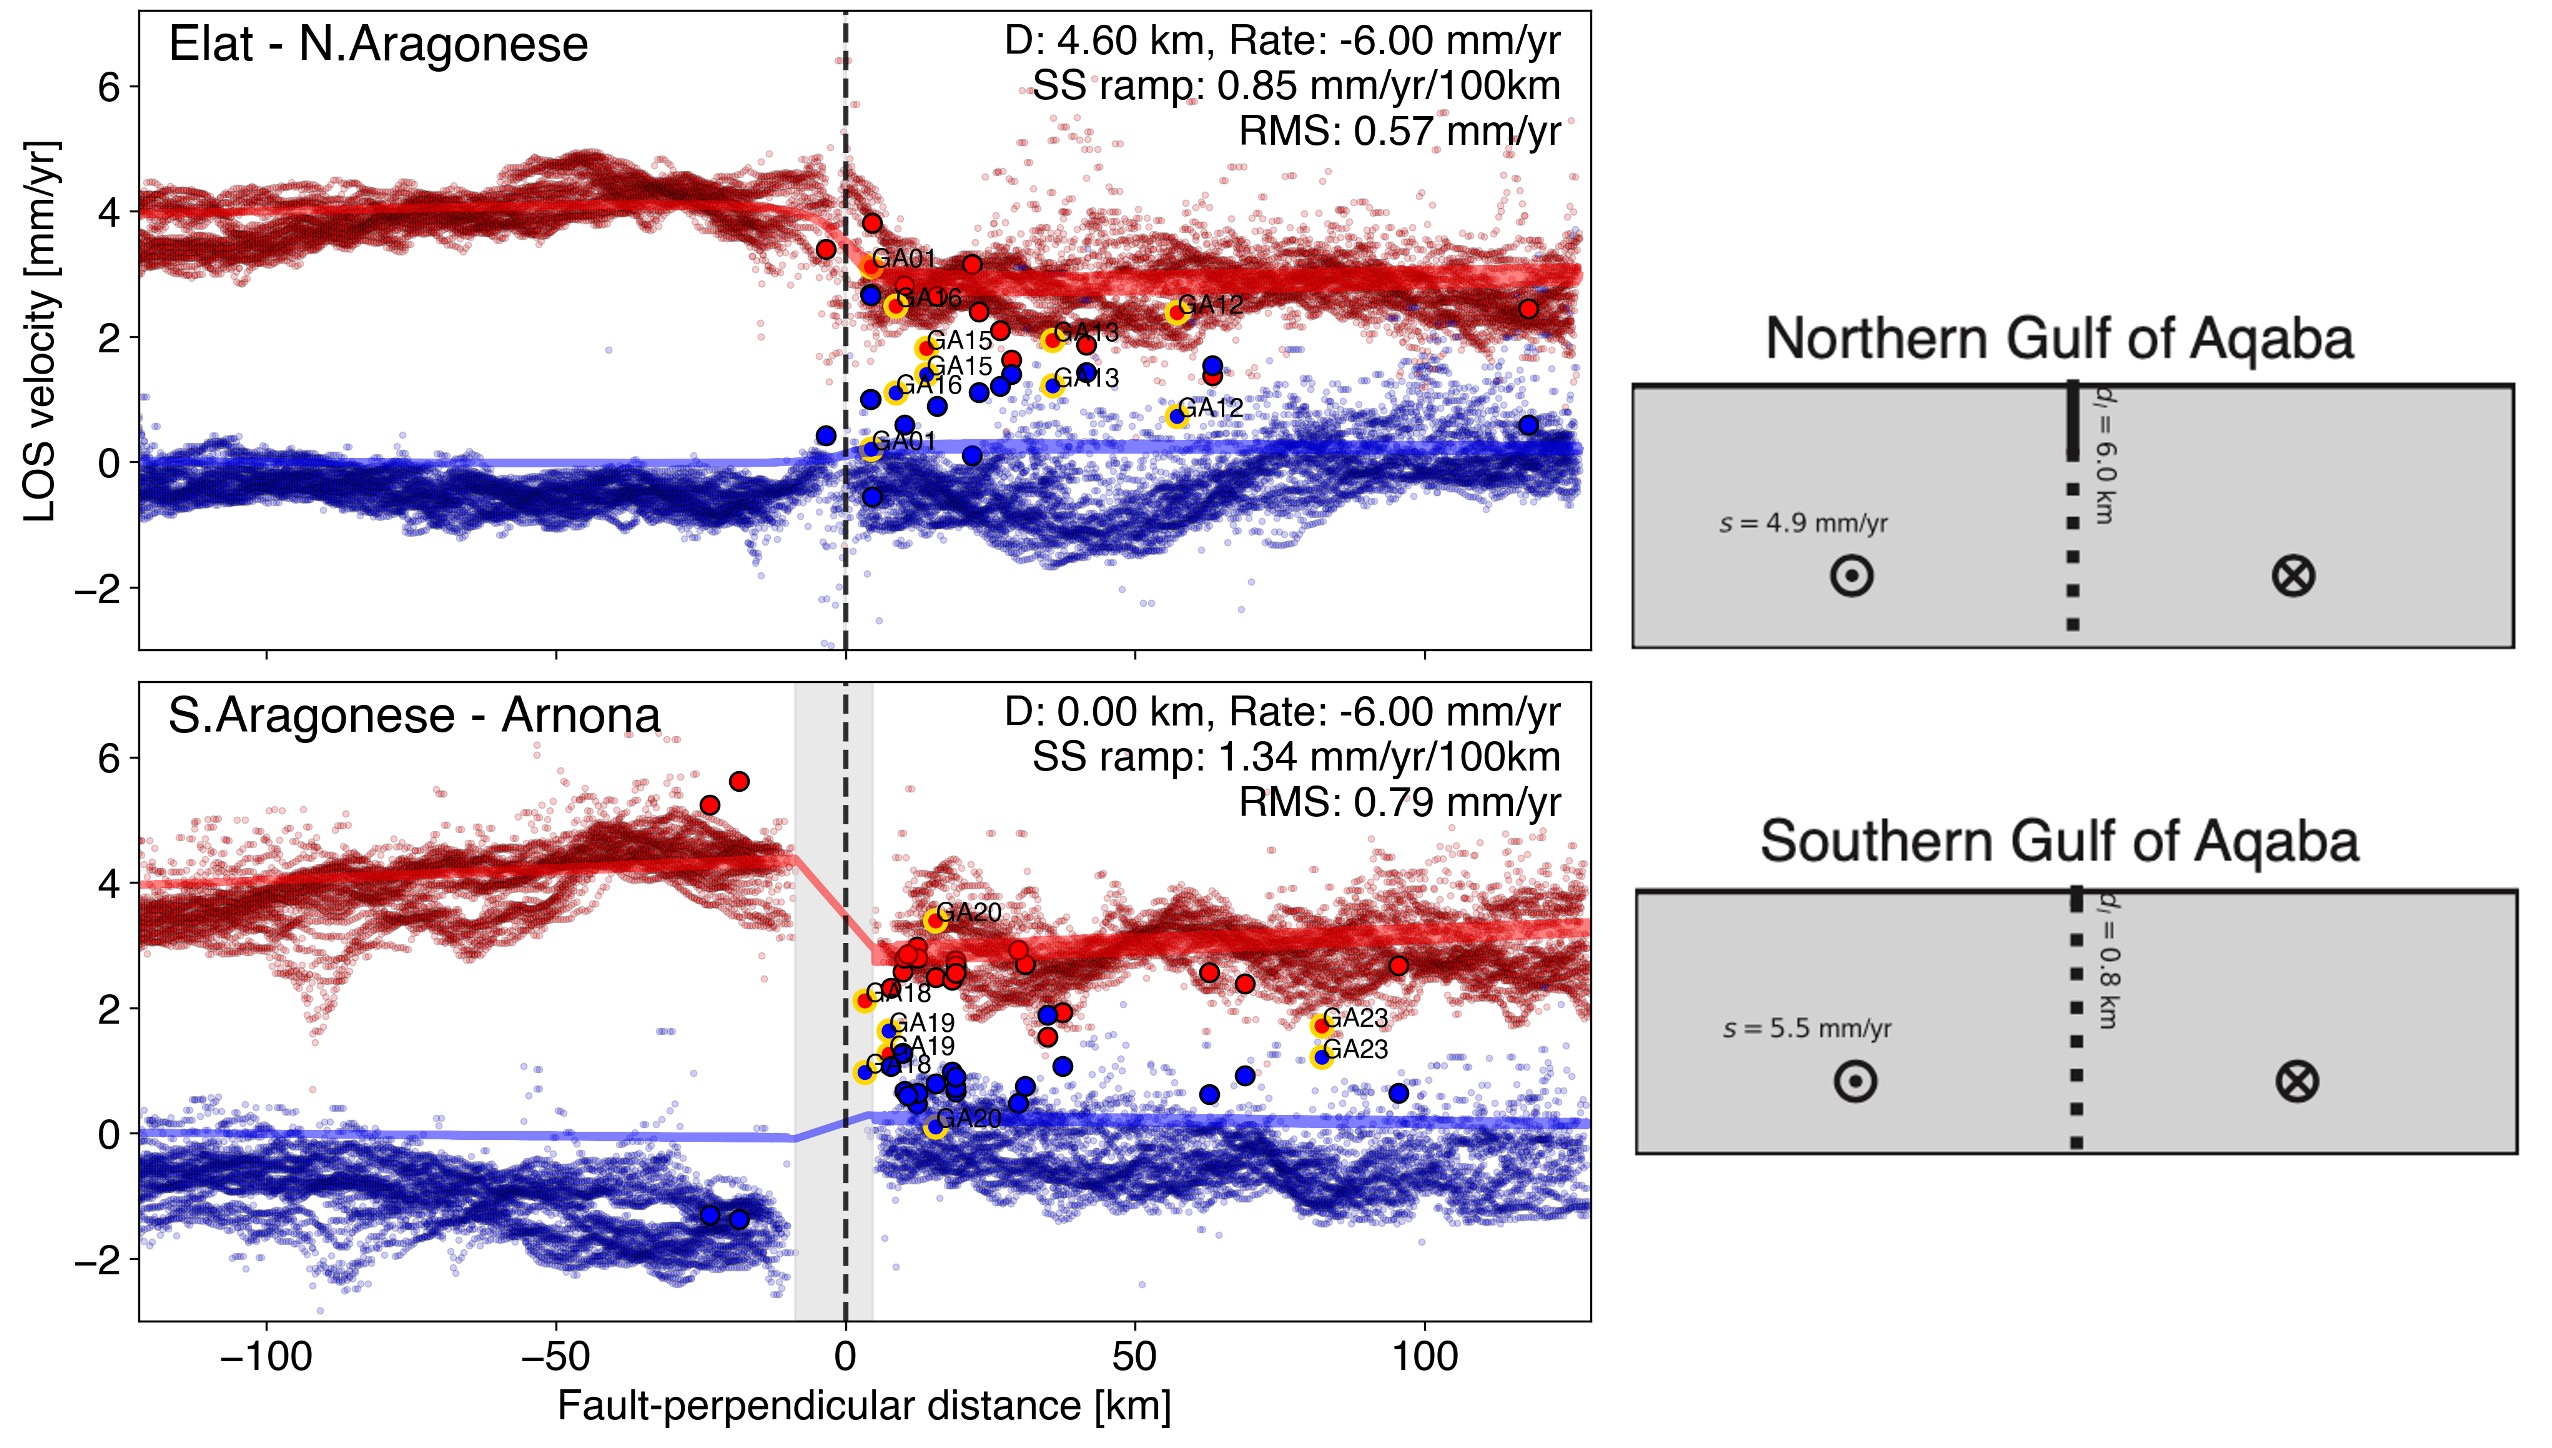 Elat - N.Aragonese
D: 4.60 km, Rate: -6.00 mm/yr
SS ramp: 0.85 mm/yr/100km
RMS: 0.57 mm/yr
LOS velocity [mm/yr]
6
4
2
0
−2
GA01
GA16
GA12
GA15
GA13
GA15
GA13
GA16
GA12
GA01
Northern Gulf of Aqaba
dl = 6.0 km
s = 4.9 mm/yr
S.Aragonese - Arnona
D: 0.00 km, Rate: -6.00 mm/yr
SS ramp: 1.34 mm/yr/100km
RMS: 0.79 mm/yr
6
4
2
0
−2
GA20
GA18
GA19
GA23
GA19
GA23
GA18
GA20
−100
−50
0
50
100
Fault-perpendicular distance [km]
Southern Gulf of Aqaba
dl = 0.8 km
s = 5.5 mm/yr